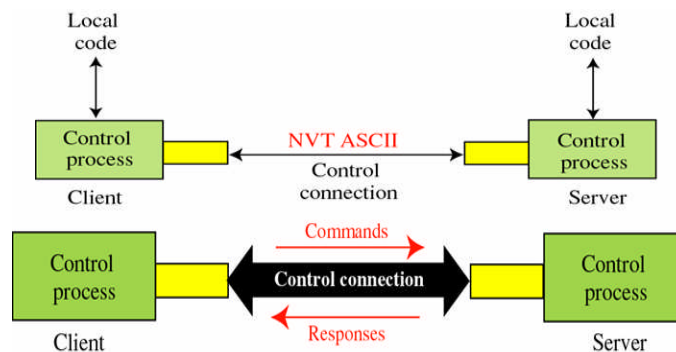 Local
code
Local
code
Control
process
NVT ASCII
Control
process
Control
connection
Client
Server
Commands
Control
process
Control connection
Control
process
Responses
Client
Server